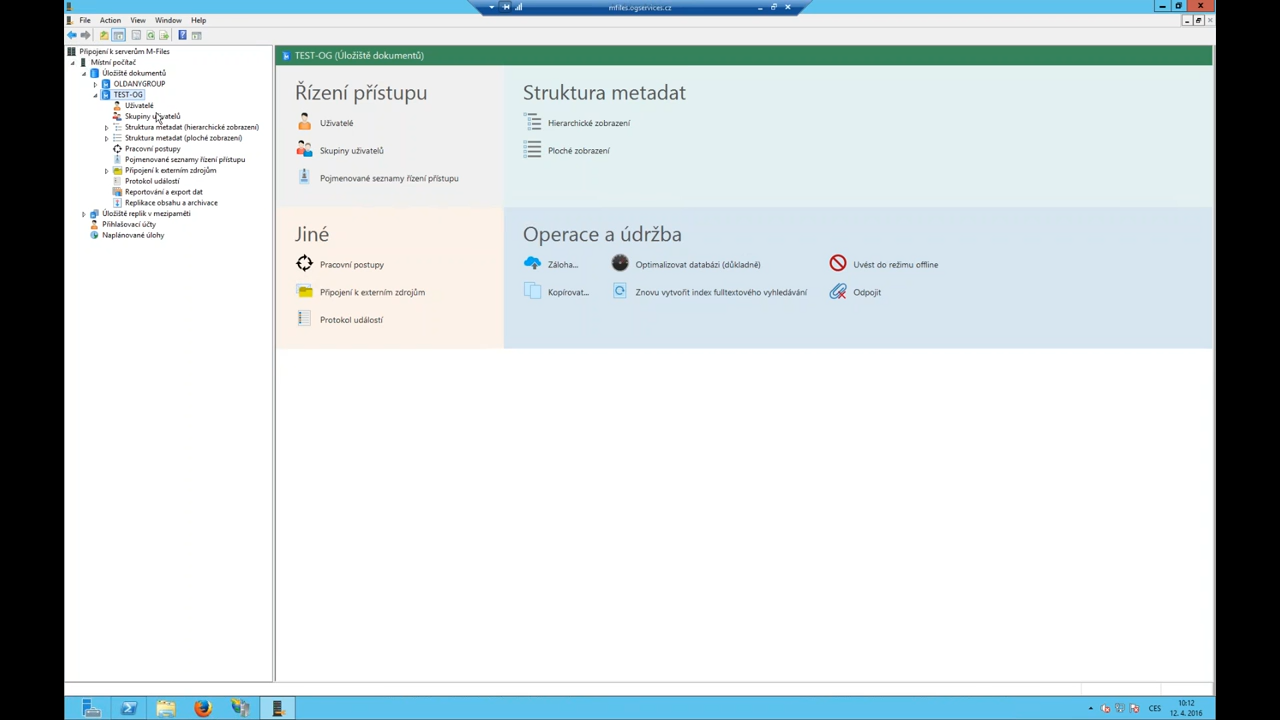 mfiles.ogservices.cz
File Action View Window Help
Připojení k serverům M-Files
Místní počítač
Úložiště dokumentů
OLDANYGROUP
TEST-OG
Uživatelé
Skupiny uživatelů
Struktura metadat (hierarchické zobrazení)
Struktura metadat (ploché zobrazení)
Pracovní postupy
Pojmenované seznamy řízení přístupu
Připojení k externím zdrojům
Protokol událostí
Reportování a export dat
Replikace obsahu a archivace
Úložiště replik v mezipaměti
Přihlašovací účty
Naplánované úlohy
TEST-OG (Úložiště dokumentů)
Řízení přístupu
Uživatelé
Skupiny uživatelů
Pojmenované seznamy řízení přístupu
Struktura metadat
Hierarchické zobrazení
Ploché zobrazení
Jiné
Pracovní postupy
Připojení k externím zdrojům
Protokol událostí
Operace a údržba
Záloha... Optimalizovat databázi (důkladně) Uvést do režimu offline
Kopírovat... Znovu vytvořit index fulltextového vyhledávání Odpojit
CES
10:12
12. 4. 2016